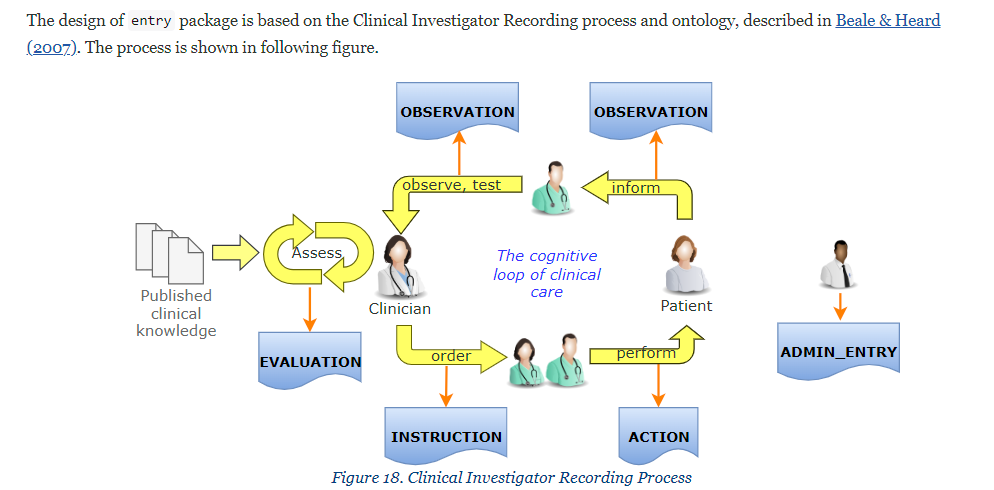 The design of entry package is based on the Clinical Investigator Recording process and ontology, described in Beale & Heard
(2007). The process is shown in following figure.
OBSERVATION
OBSERVATION
observe, test
inform
Assess
The cognitive
loop of clinical
care
Published
clinical
knowledge
Clinician
Patient
order
perform
EVALUATION
ADMIN_ENTRY
INSTRUCTION
ACTION
Figure 18. Clinical Investigator Recording Process